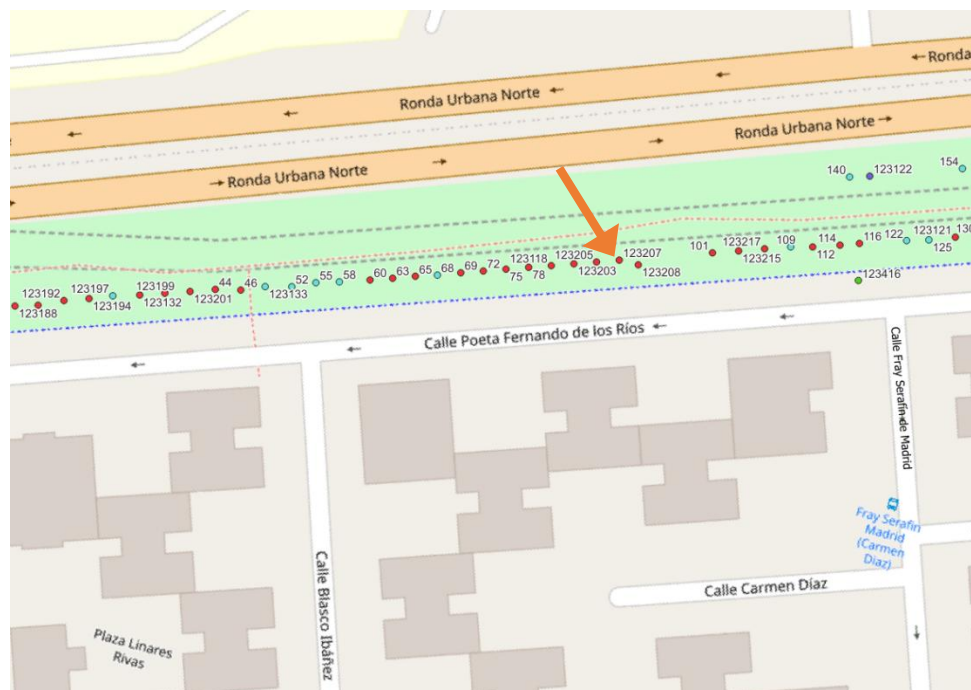 Ronda
Ronda Urbana Norte
Ronda Urbana Norte
Ronda Urbana Norte
140
123122
154
123192
123188
123197
123194
123199
123132
123201
44
46
123133
52
55
58
60
63
65
68
69
72
75
123118
78
123205
123203
123207
123208
101
123217
123215
109
112
114
116
122
123121
125
130
123416
Calle Poeta Fernando de los Ríos
Calle Fray Serafín de Madrid
Fray Serafín
Madrid
(Carmen
Díaz)
Calle Carmen Díaz
Calle Blasco Ibáñez
Plaza Linares
Rivas